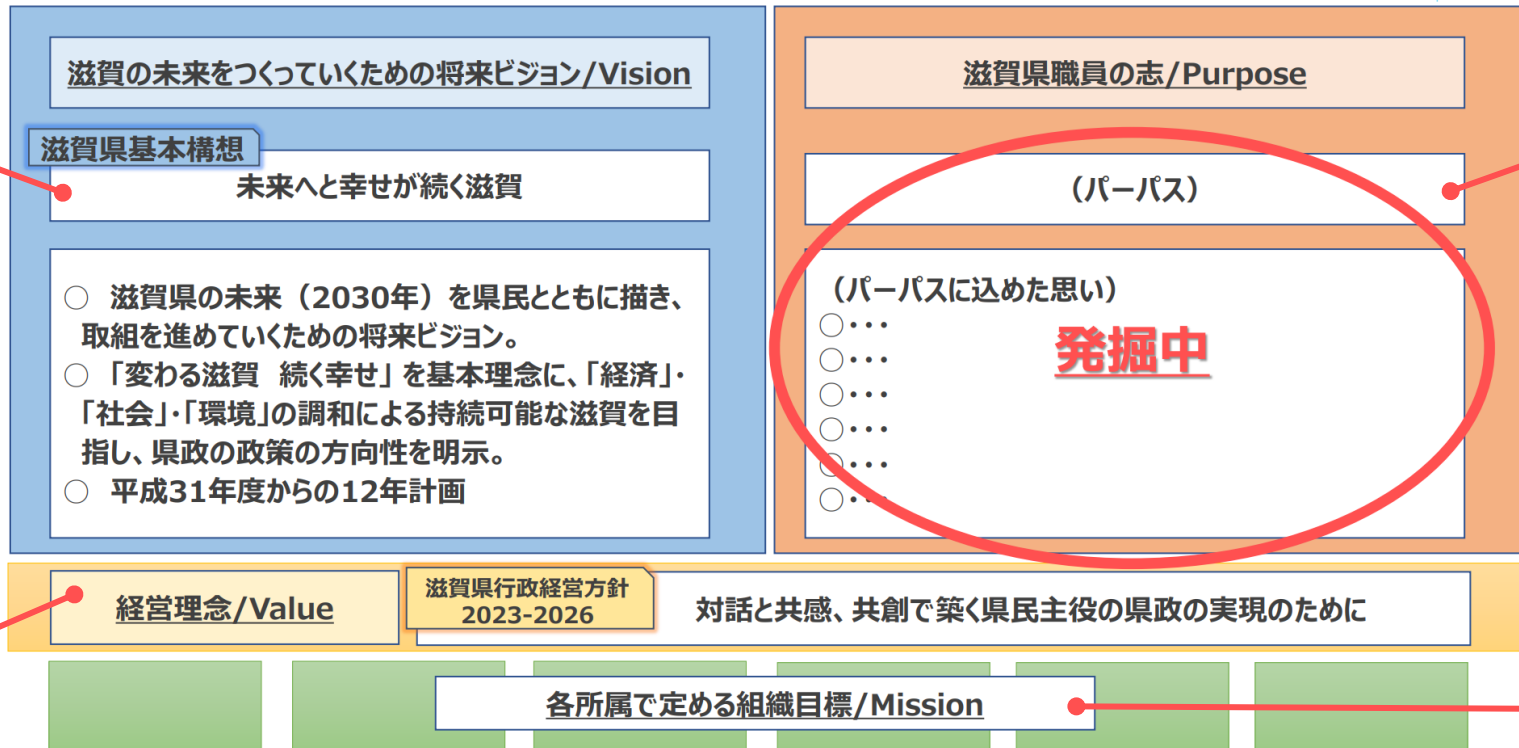 滋賀の未来をつくっていくための将来ビジョン/Vision
滋賀県基本構想
未来へと幸せが続く滋賀
○ 滋賀県の未来（2030年）を県民とともに描き、
取組を進めていくための将来ビジョン。
○ 「変わる滋賀 続く幸せ」を基本理念に、「経済」・
「社会」・「環境」の調和による持続可能な滋賀を目
指し、県政の政策の方向性を明示。
○ 平成31年度からの12年計画
滋賀県職員の志/Purpose
（パーパス）
（パーパスに込めた思い）
○・・・
○・・・
○・・・
○・・・
○・・・
○・・・
発掘中
経営理念/Value
滋賀県行政経営方針
2023-2026
対話と共感、共創で築く県民主役の県政の実現のために
各所属で定める組織目標/Mission